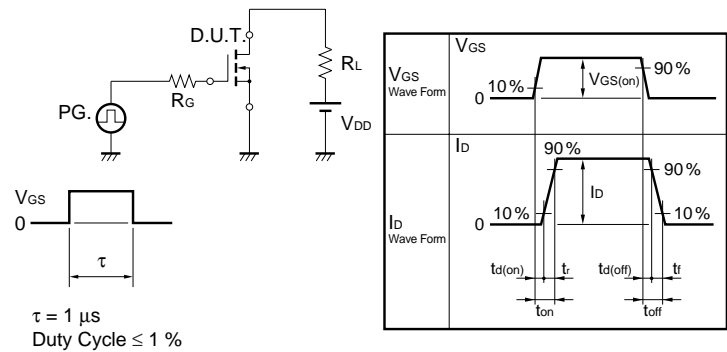 D.U.T.
RL
RG
PG.
VDD
VGS
0
τ
τ = 1 μs
Duty Cycle ≤ 1 %
VGS
Wave Form
VGS
10 %
0
VGS(on)
90 %
ID
Wave Form
ID
90 %
90 %
ID
10 %
10 %
0
td(on)
tr
td(off)
tf
ton
toff